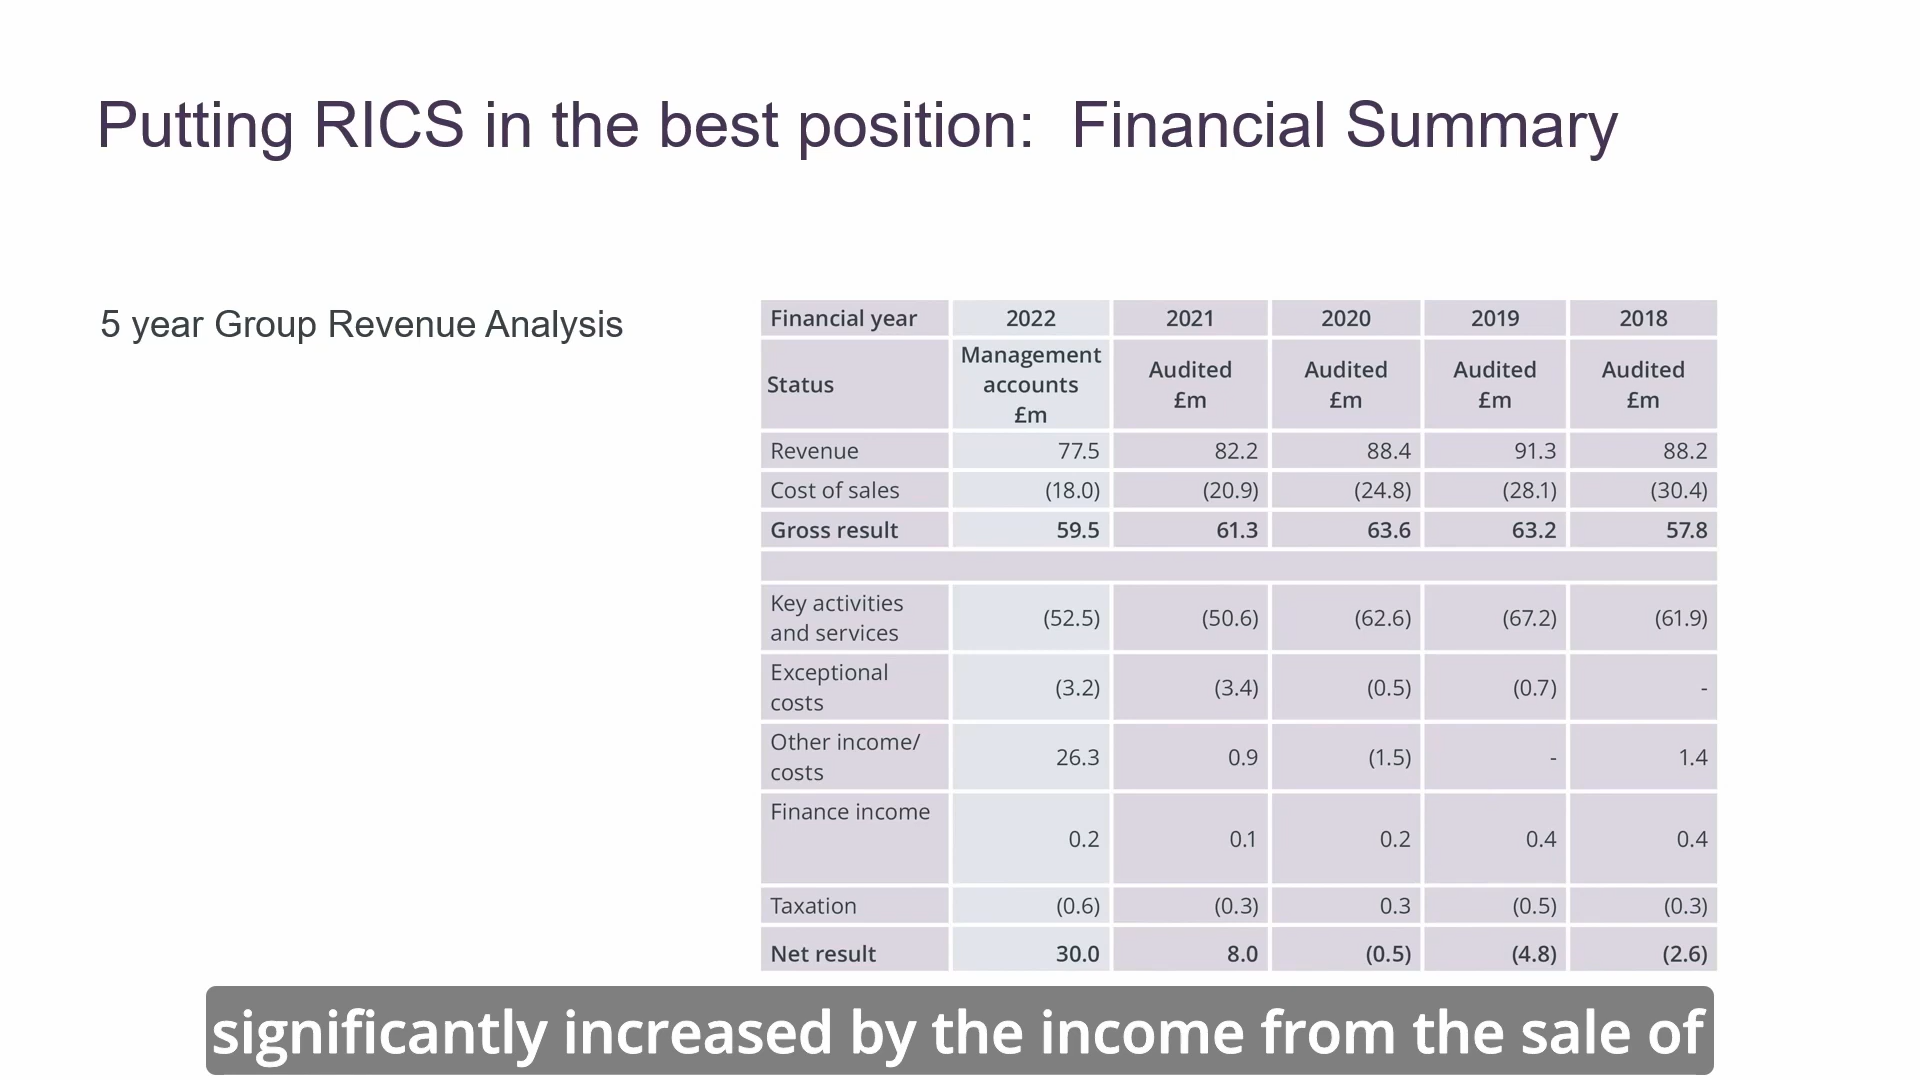 Putting RICS in the best position:  Financial Summary
5 year Group Revenue Analysis
Financial year 2022 2021 2020 2019 2018
Status Management accounts £m Audited £m Audited £m Audited £m Audited £m
Revenue 77.5 82.2 88.4 91.3 88.2
Cost of sales (18.0) (20.9) (24.8) (28.1) (30.4)
Gross result 59.5 61.3 63.6 63.2 57.8
Key activities and services (52.5) (50.6) (62.6) (67.2) (61.9)
Exceptional costs (3.2) (3.4) (0.5) (0.7) -
Other income/ costs 26.3 0.9 (1.5) - 1.4
Finance income 0.2 0.1 0.2 0.4 0.4
Taxation (0.6) (0.3) 0.3 (0.5) (0.3)
Net result 30.0 8.0 (0.5) (4.8) (2.6)
significantly increased by the income from the sale of